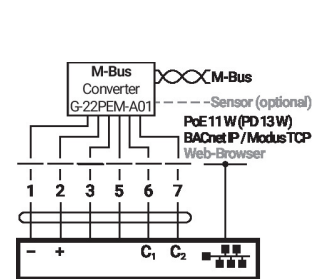 M-Bus
Converter
G-22PEM-A01
M-Bus
Sensor (optional)
PoE 11 W (PD 13 W)
BACnet IP / Modus TCP
Web-Browser
1 2 3 5 6 7
– + C₁ C₂